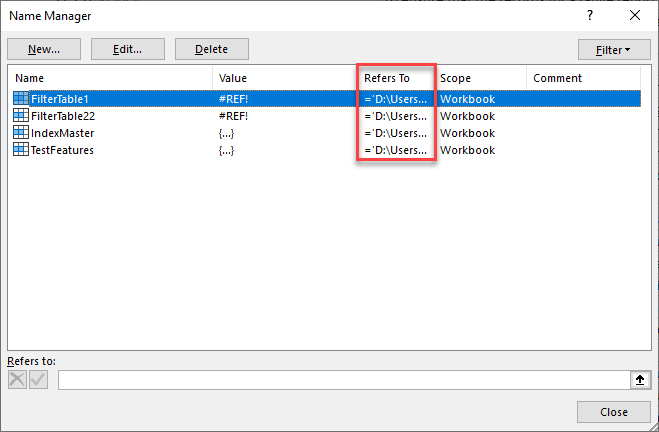 Name Manager
?
New... Edit... Delete Filter
Name Value Refers To Scope Comment
FilterTable1 #REF! ='D:\Users... Workbook
FilterTable22 #REF! ='D:\Users... Workbook
IndexMaster {...} ='D:\Users... Workbook
TestFeatures {...} ='D:\Users... Workbook
Refers to:
Close